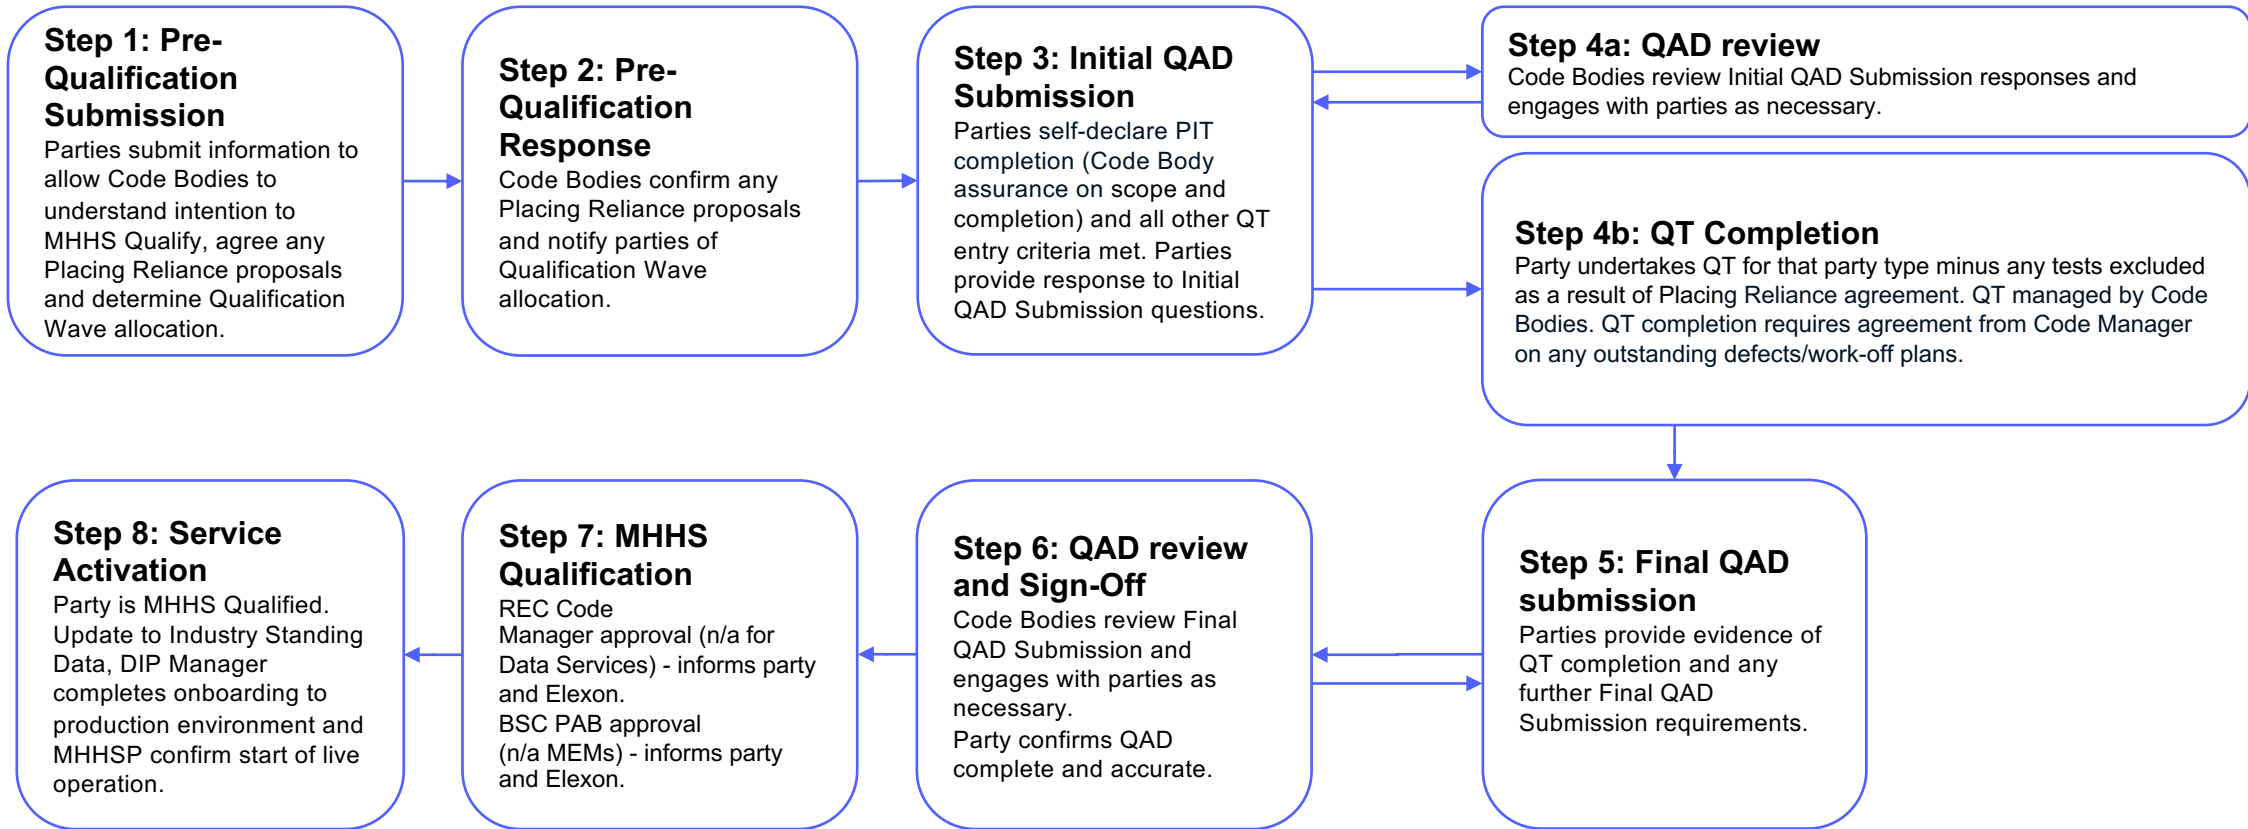 Step 1: Pre-
Qualification
Submission
Parties submit information to
allow Code Bodies to
understand intention to
MHHS Qualify, agree any
Placing Reliance proposals
and determine Qualification
Wave allocation.
Step 2: Pre-
Qualification
Response
Code Bodies confirm any
Placing Reliance proposals
and notify parties of
Qualification Wave
allocation.
Step 3: Initial QAD
Submission
Parties self-declare PIT
completion (Code Body
assurance on scope and
completion) and all other QT
entry criteria met. Parties
provide response to Initial
QAD Submission questions.
Step 4a: QAD review
Code Bodies review Initial QAD Submission responses and
engages with parties as necessary.
Step 4b: QT Completion
Party undertakes QT for that party type minus any tests excluded
as a result of Placing Reliance agreement. QT managed by Code
Bodies. QT completion requires agreement from Code Manager
on any outstanding defects/work-off plans.
Step 8: Service
Activation
Party is MHHS Qualified.
Update to Industry Standing
Data, DIP Manager
completes onboarding to
production environment and
MHHSP confirm start of live
operation.
Step 7: MHHS
Qualification
REC Code
Manager approval (n/a for
Data Services) - informs party
and Elexon.
BSC PAB approval
(n/a MEMs) - informs party
and Elexon.
Step 6: QAD review
and Sign-Off
Code Bodies review Final
QAD Submission and
engages with parties as
necessary.
Party confirms QAD
complete and accurate.
Step 5: Final QAD
submission
Parties provide evidence of
QT completion and any
further Final QAD
Submission requirements.